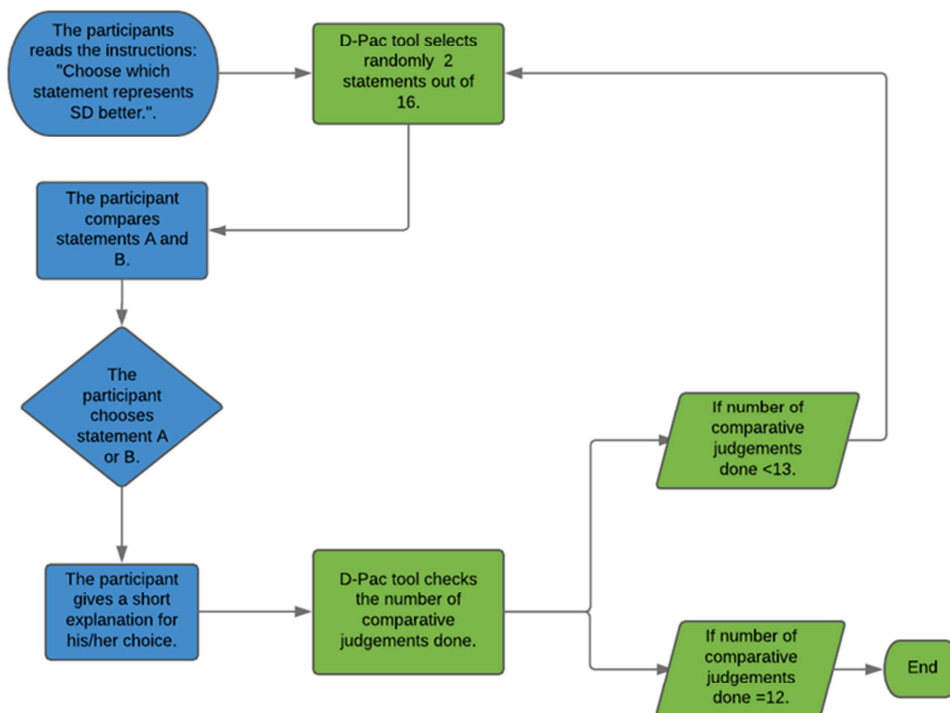 The participants
reads the instructions:
"Choose which
statement represents
SD better.".
D-Pac tool selects
randomly 2
statements out of
16.
The participant
compares
statements A and
B.
The
participant
chooses
statement A
or B.
The participant
gives a short
explanation for
his/her choice.
D-Pac tool checks
the number of
comparative
judgements done.
If number of
comparative
judgements
done <13.
If number of
comparative
judgements
done =12.
End